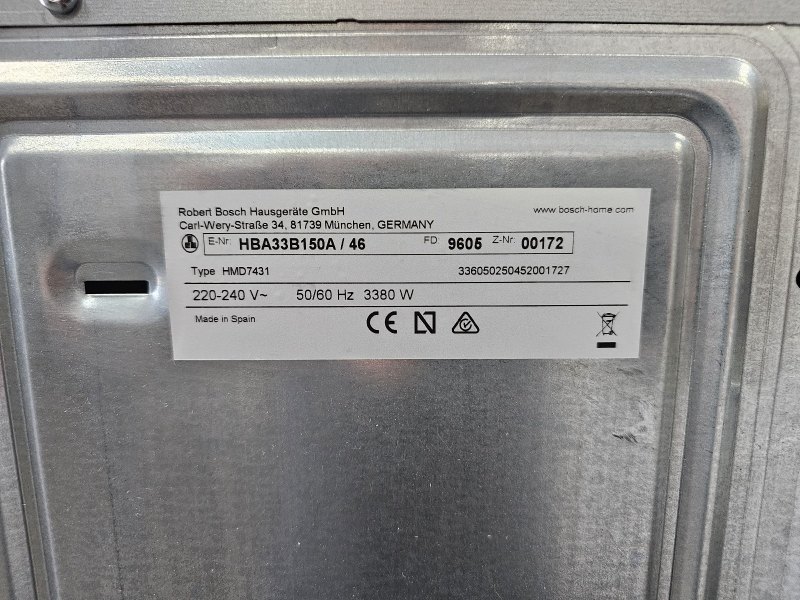 Robert Bosch Hausgeräte GmbH www.bosch-home.com
Carl-Wery-Straße 34, 81739 München, GERMANY
E-Nr: HBA33B150A / 46 FD 9605 Z-Nr: 00172
Type HMD7431 336050250452001727
220-240 V~ 50/60 Hz 3380 W
Made in Spain CE N